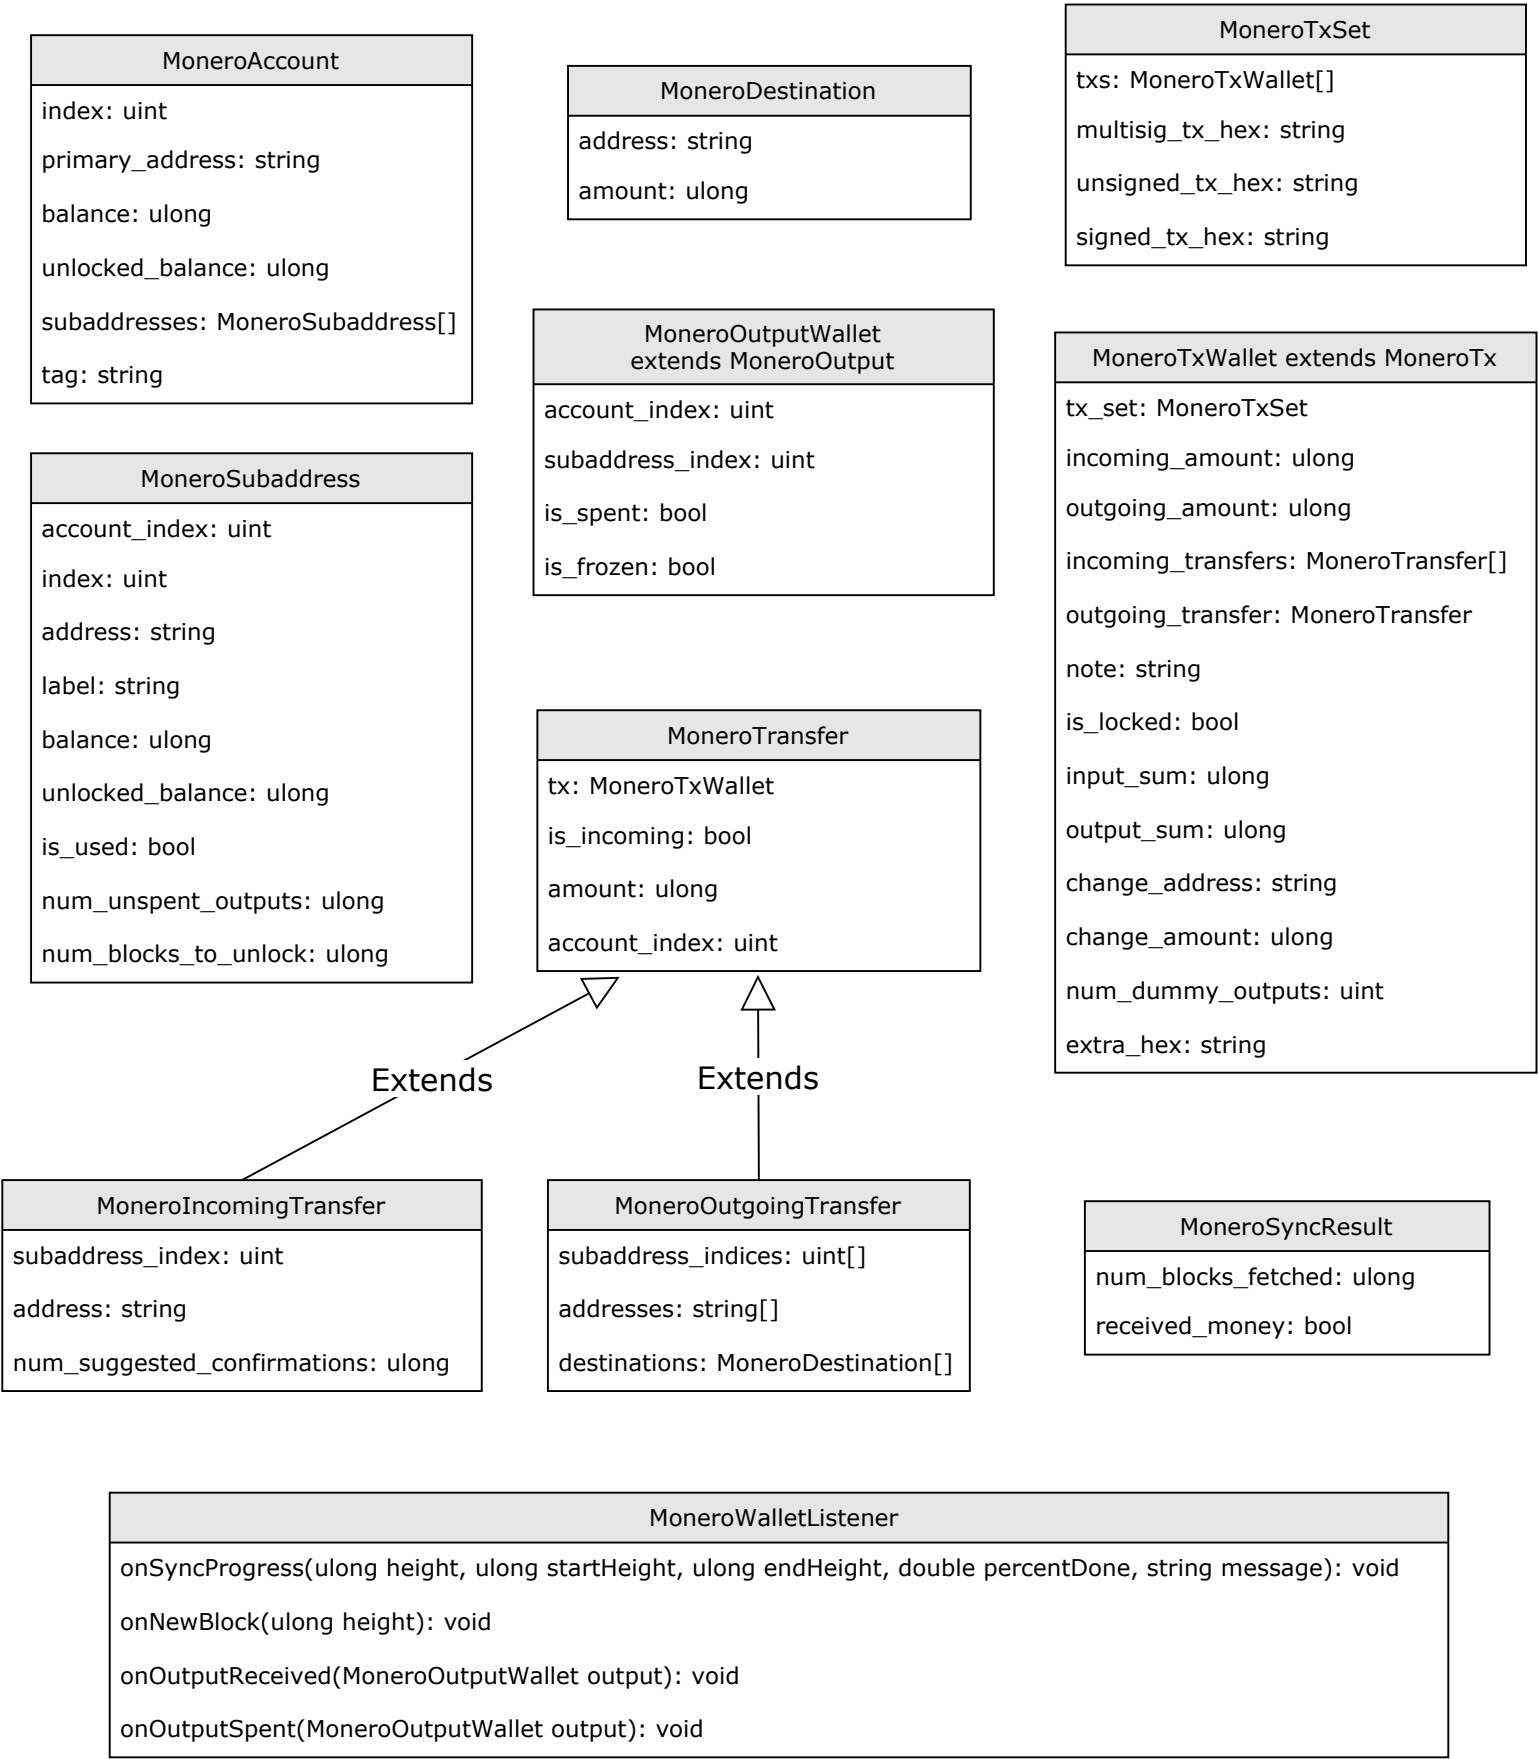 MoneroAccount
index: uint
primary_address: string
balance: ulong
unlocked_balance: ulong
subaddresses: MoneroSubaddress[]
tag: string
MoneroDestination
address: string
amount: ulong
MoneroTxSet
txs: MoneroTxWallet[]
multisig_tx_hex: string
unsigned_tx_hex: string
signed_tx_hex: string
MoneroOutputWallet
extends MoneroOutput
account_index: uint
subaddress_index: uint
is_spent: bool
is_frozen: bool
MoneroTxWallet extends MoneroTx
tx_set: MoneroTxSet
incoming_amount: ulong
outgoing_amount: ulong
incoming_transfers: MoneroTransfer[]
outgoing_transfer: MoneroTransfer
note: string
is_locked: bool
input_sum: ulong
output_sum: ulong
change_address: string
change_amount: ulong
num_dummy_outputs: uint
extra_hex: string
MoneroSubaddress
account_index: uint
index: uint
address: string
label: string
balance: ulong
unlocked_balance: ulong
is_used: bool
num_unspent_outputs: ulong
num_blocks_to_unlock: ulong
MoneroTransfer
tx: MoneroTxWallet
is_incoming: bool
amount: ulong
account_index: uint
Extends
Extends
MoneroIncomingTransfer
subaddress_index: uint
address: string
num_suggested_confirmations: ulong
MoneroOutgoingTransfer
subaddress_indices: uint[]
addresses: string[]
destinations: MoneroDestination[]
MoneroSyncResult
num_blocks_fetched: ulong
received_money: bool
MoneroWalletListener
onSyncProgress(ulong height, ulong startHeight, ulong endHeight, double percentDone, string message): void
onNewBlock(ulong height): void
onOutputReceived(MoneroOutputWallet output): void
onOutputSpent(MoneroOutputWallet output): void